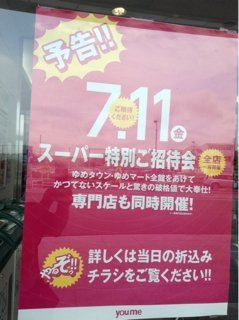 予告!!
7.11金
ご期待
ください!
スーパー特別ご招待会
全店
ゆめタウン・ゆめマート全館をあげて
かつてないスケールと驚きの破格値で大奉仕!
専門店も同時開催!
やるぞ!!
詳しくは当日の折込み
チラシをご覧ください!!
youme